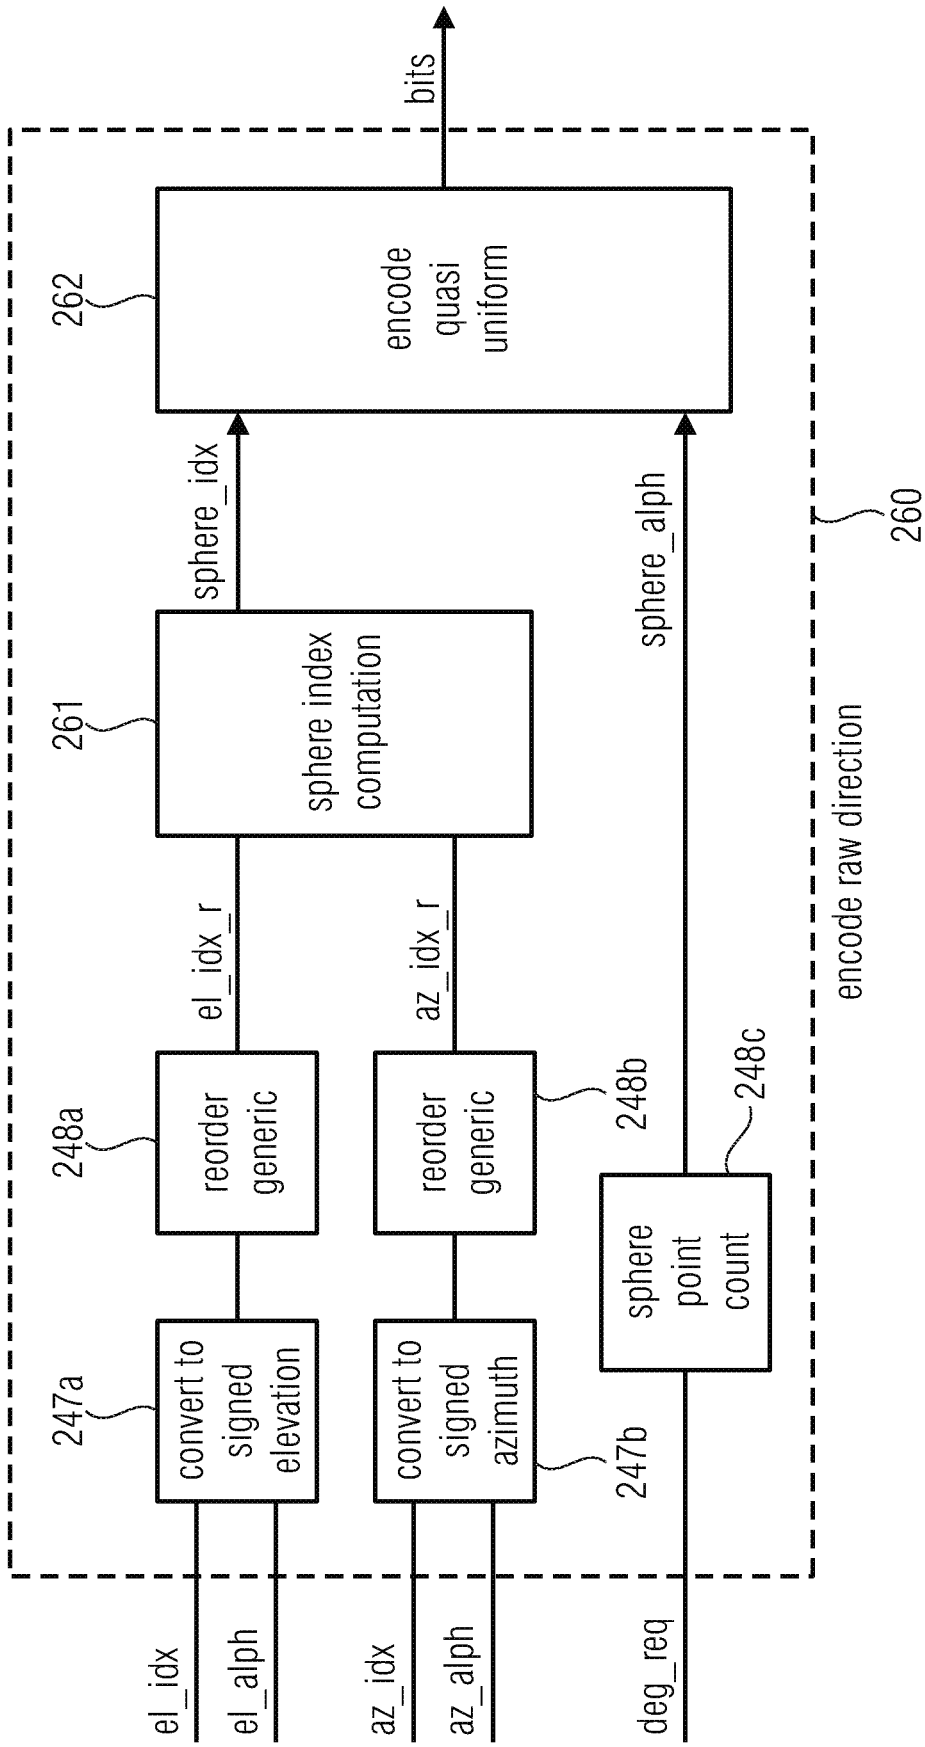 el_idx
el_alph
247a
convert to
signed
elevation
248a
reorder
generic
el_idx_r
261
sphere index
computation
sphere_idx
262
encode
quasi
uniform
bits
az_idx
az_alph
convert to
signed
azimuth
247b
reorder
generic
248b
az_idx_r
deg_req
sphere
point
count
248c
sphere_alph
encode raw direction
260